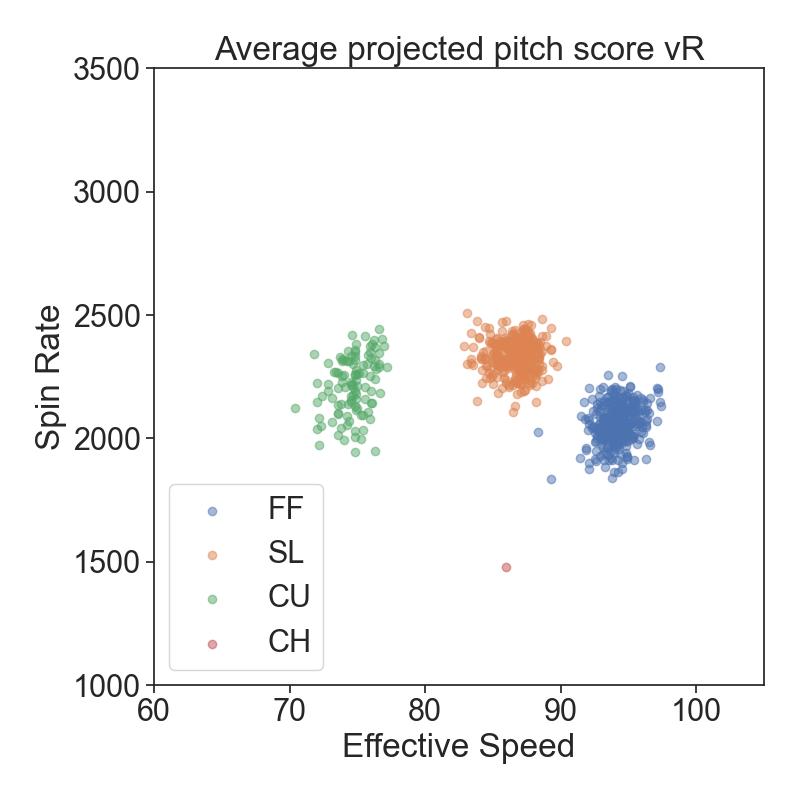 Average projected pitch score vR
3500
3000
2500
2000
1500
1000
Spin Rate
FF
SL
CU
CH
60 70 80 90 100
Effective Speed